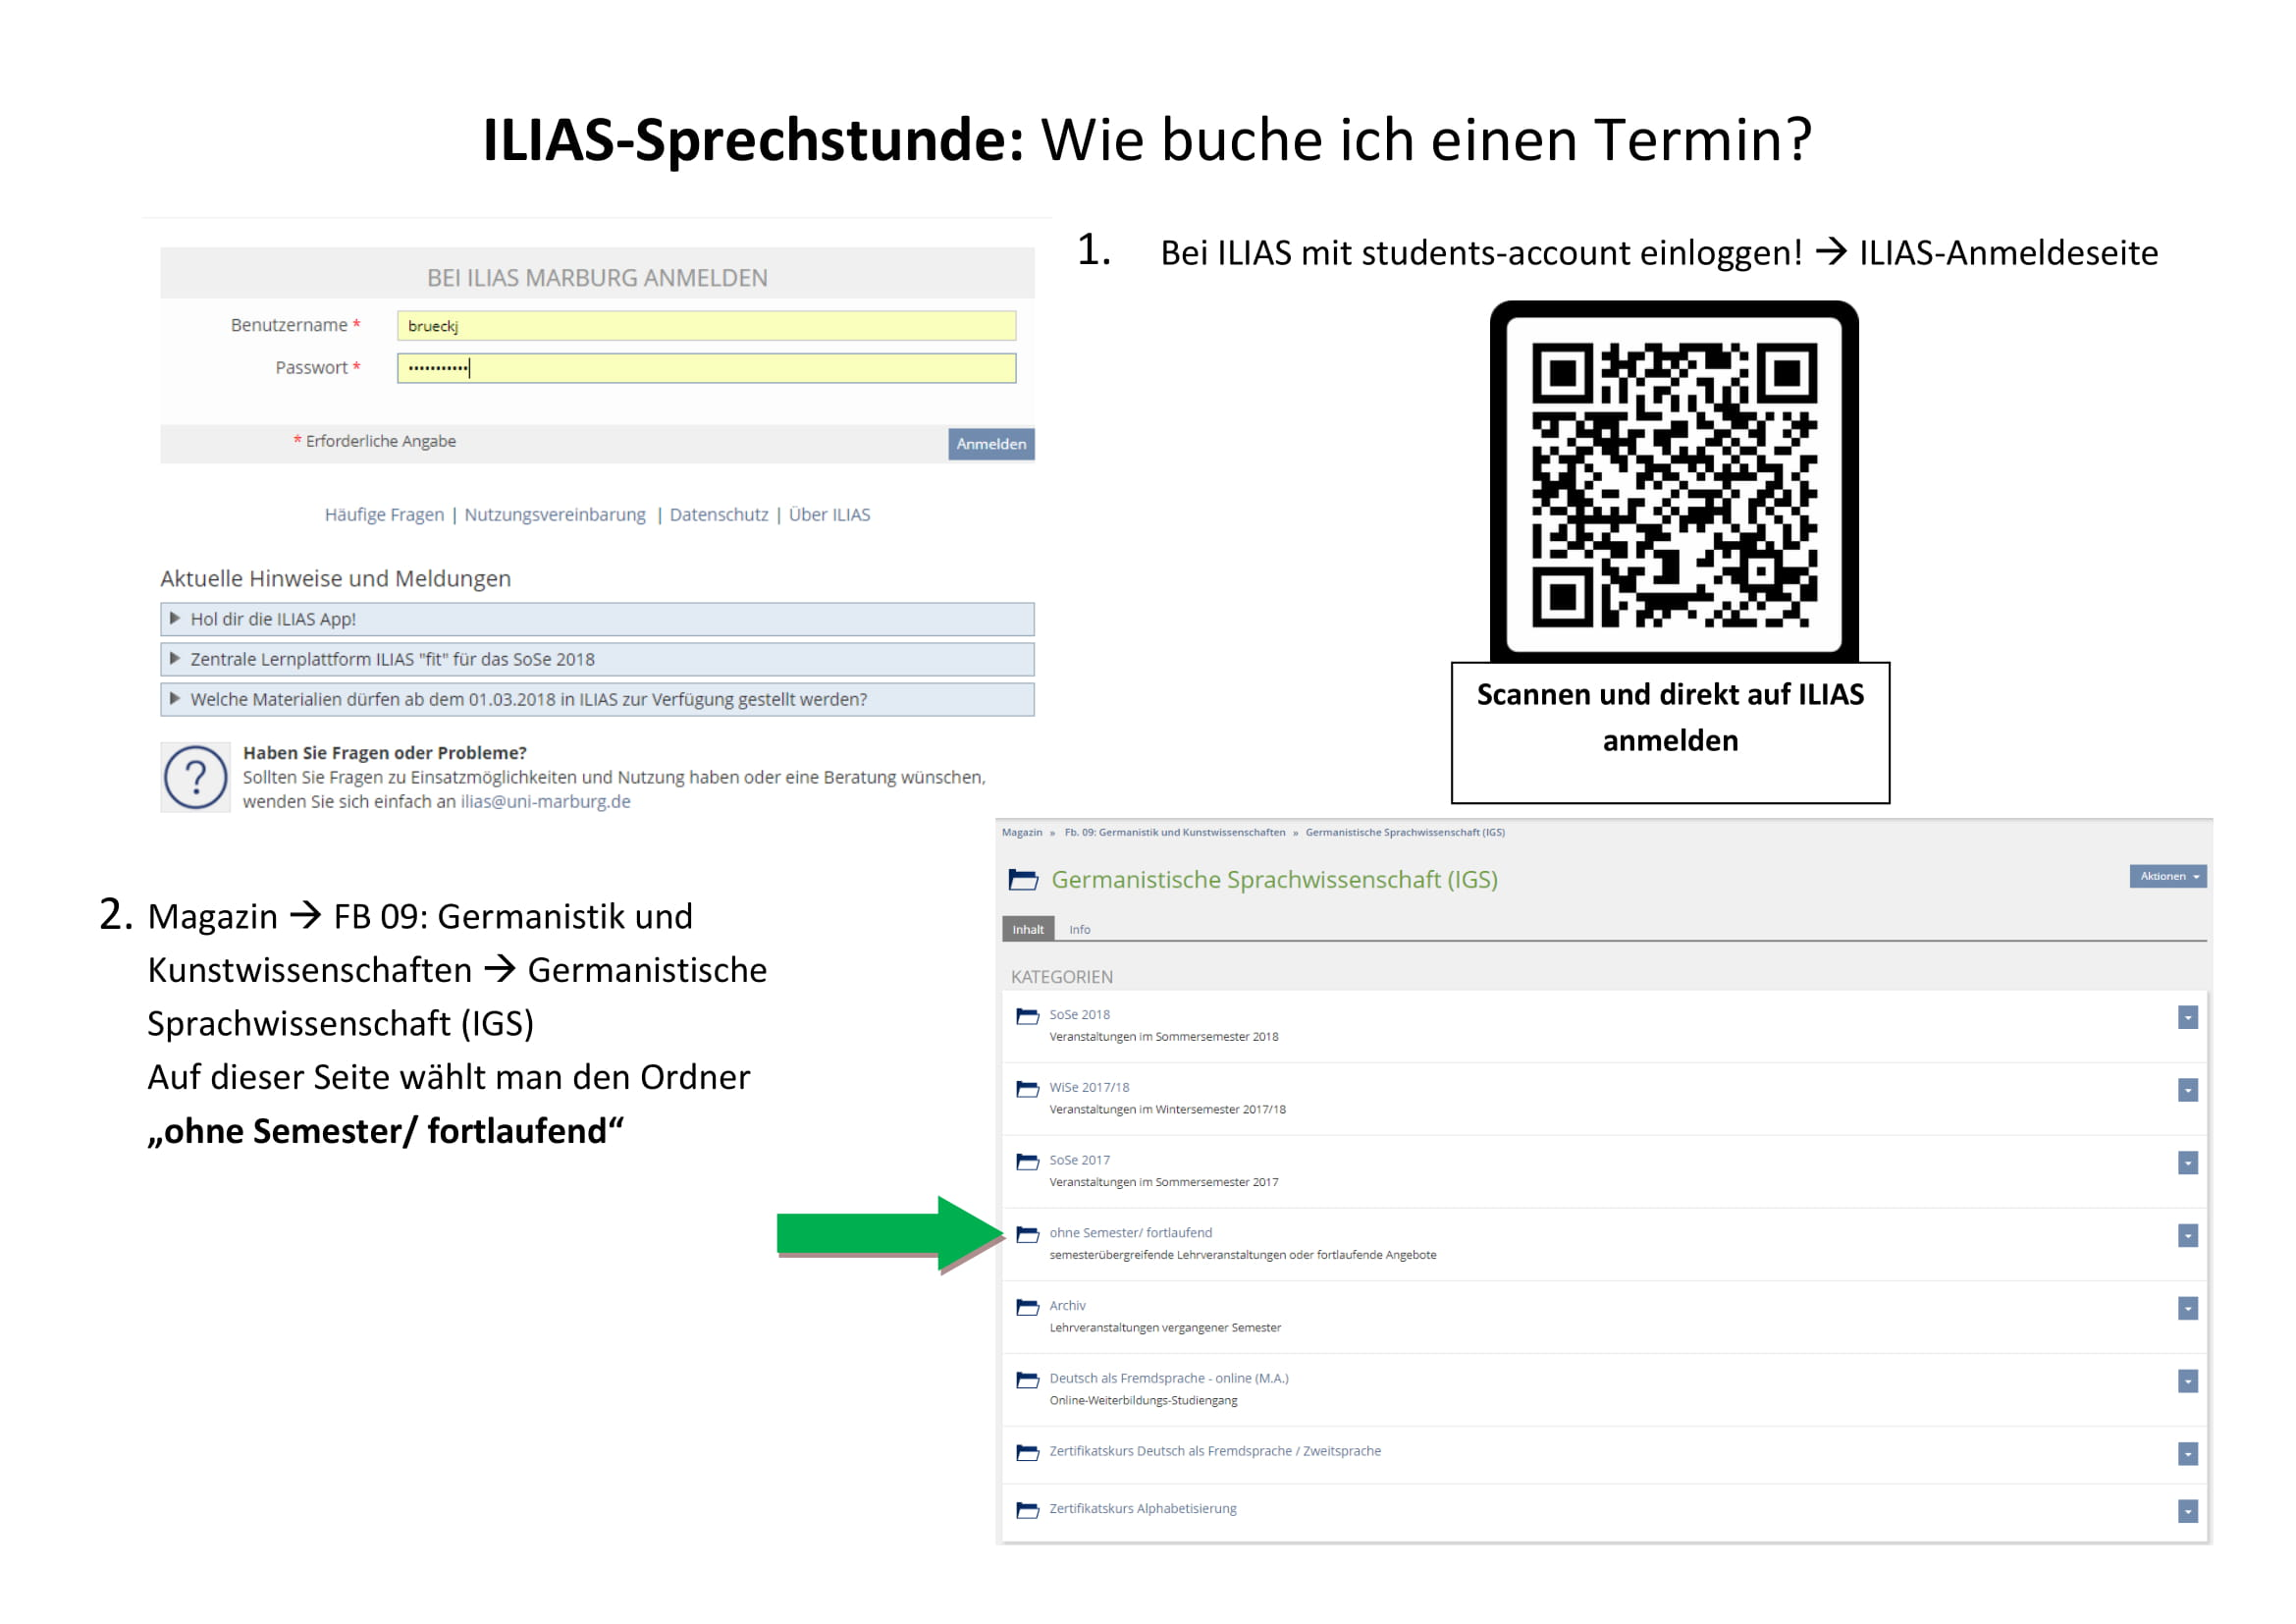 ILIAS-Sprechstunde: Wie buche ich einen Termin?
BEI ILIAS MARBURG ANMELDEN
Benutzername *
brueckj
Passwort *
•••••••••••
* Erforderliche Angabe
Anmelden
Häufige Fragen | Nutzungsvereinbarung | Datenschutz | Über ILIAS
Aktuelle Hinweise und Meldungen
Hol dir die ILIAS App!
Zentrale Lernplattform ILIAS "fit" für das SoSe 2018
Welche Materialien dürfen ab dem 01.03.2018 in ILIAS zur Verfügung gestellt werden?
?
Haben Sie Fragen oder Probleme?
Sollten Sie Fragen zu Einsatzmöglichkeiten und Nutzung haben oder eine Beratung wünschen,
wenden Sie sich einfach an ilias@uni-marburg.de
1. Bei ILIAS mit students-account einloggen! → ILIAS-Anmeldeseite
Scannen und direkt auf ILIAS
anmelden
2. Magazin → FB 09: Germanistik und
Kunstwissenschaften → Germanistische
Sprachwissenschaft (IGS)
Auf dieser Seite wählt man den Ordner
„ohne Semester/ fortlaufend“
Magazin » Fb. 09: Germanistik und Kunstwissenschaften » Germanistische Sprachwissenschaft (IGS)
Germanistische Sprachwissenschaft (IGS)
Aktionen
Inhalt Info
KATEGORIEN
SoSe 2018
Veranstaltungen im Sommersemester 2018
WiSe 2017/18
Veranstaltungen im Wintersemester 2017/18
SoSe 2017
Veranstaltungen im Sommersemester 2017
ohne Semester/ fortlaufend
semesterübergreifende Lehrveranstaltungen oder fortlaufende Angebote
Archiv
Lehrveranstaltungen vergangener Semester
Deutsch als Fremdsprache - online (M.A.)
Online-Weiterbildungs-Studiengang
Zertifikatskurs Deutsch als Fremdsprache / Zweitsprache
Zertifikatskurs Alphabetisierung